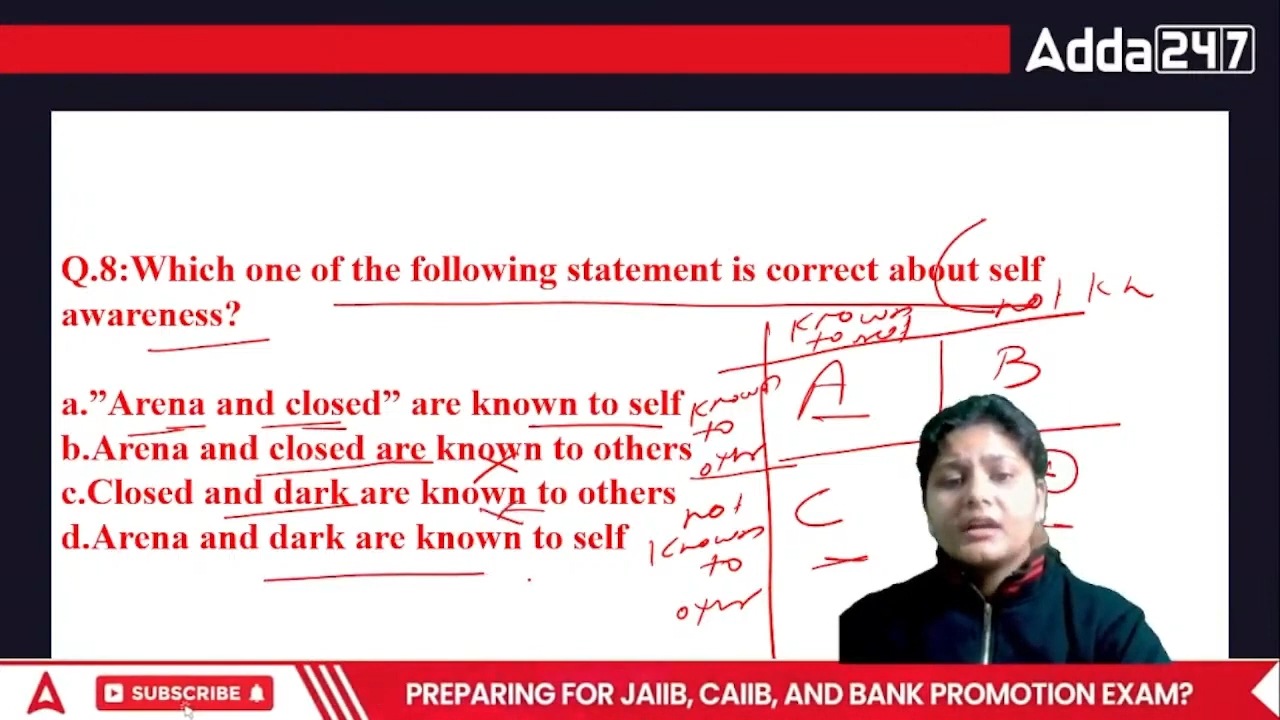 Adda247
Q.8:Which one of the following statement is correct about self
awareness?
not kn
known
to self
a.”Arena and closed” are known to self
b.Arena and closed are known to others
c.Closed and dark are known to others
d.Arena and dark are known to self
A
B
known
to
other
C
not
known
to
other
SUBSCRIBE
PREPARING FOR JAIIB, CAIIB, AND BANK PROMOTION EXAM?